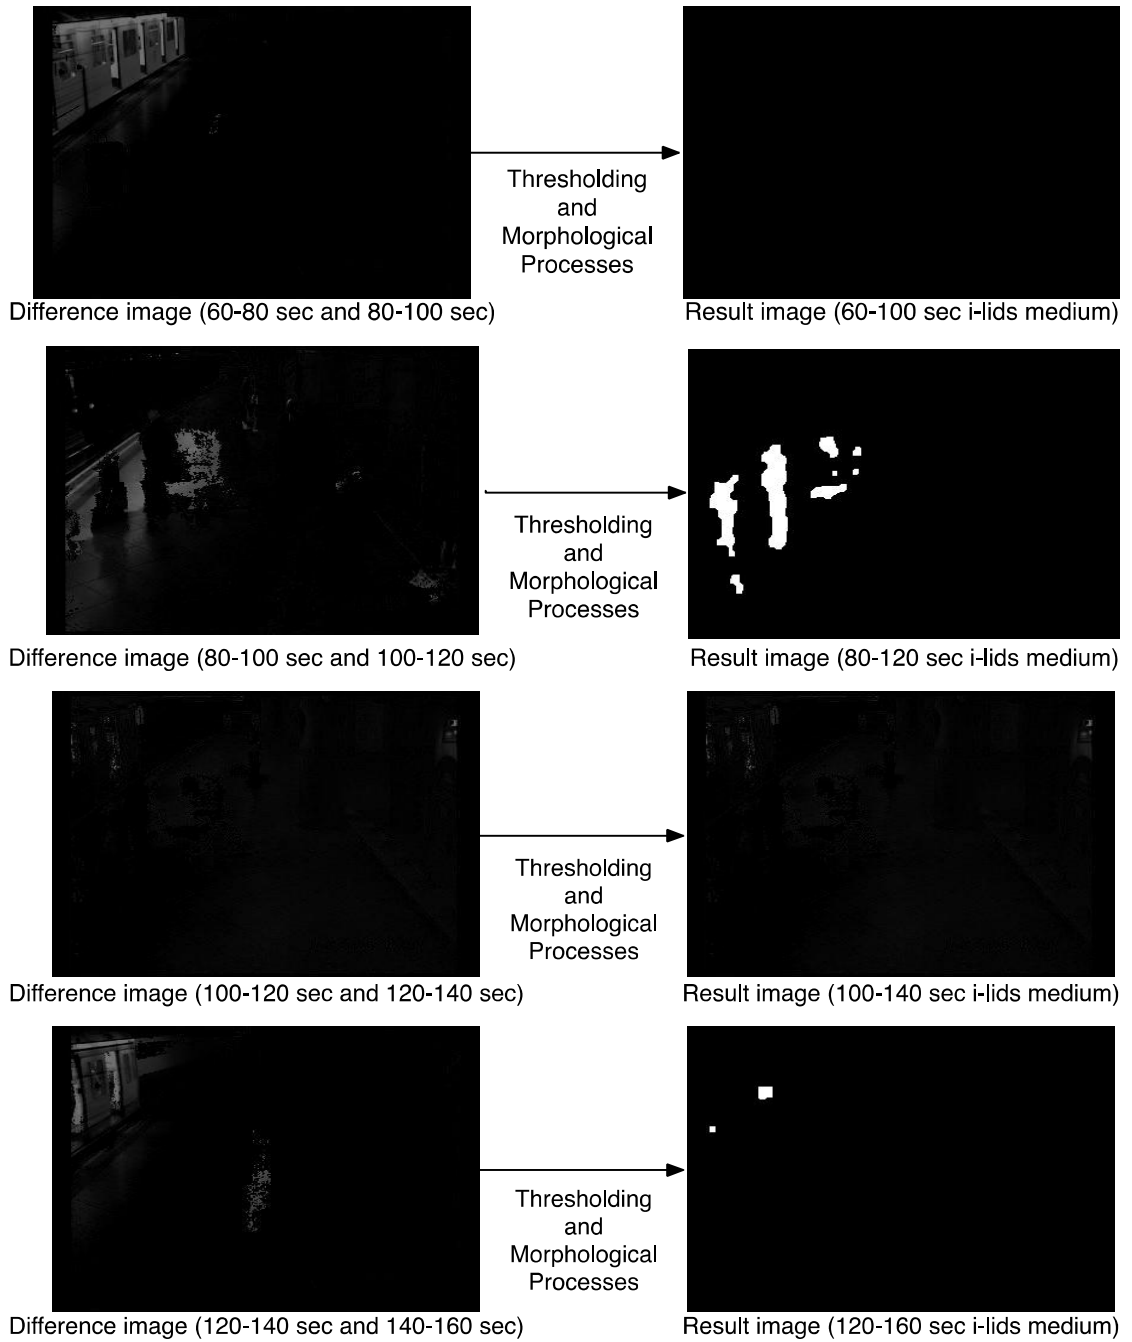 Thresholding
and
Morphological
Processes
Difference image (60-80 sec and 80-100 sec)
Result image (60-100 sec i-lids medium)
Thresholding
and
Morphological
Processes
Difference image (80-100 sec and 100-120 sec)
Result image (80-120 sec i-lids medium)
Thresholding
and
Morphological
Processes
Difference image (100-120 sec and 120-140 sec)
Result image (100-140 sec i-lids medium)
Thresholding
and
Morphological
Processes
Difference image (120-140 sec and 140-160 sec)
Result image (120-160 sec i-lids medium)